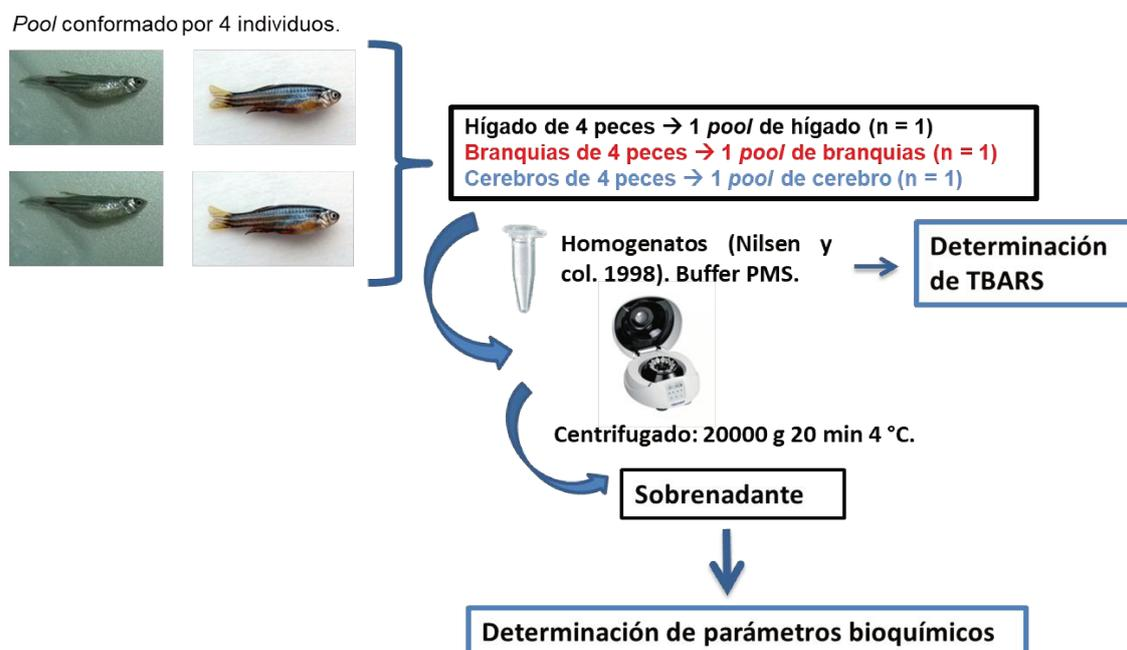 Pool conformado por 4 individuos.
Hígado de 4 peces → 1 pool de hígado (n = 1)
Branquias de 4 peces → 1 pool de branquias (n = 1)
Cerebros de 4 peces → 1 pool de cerebro (n = 1)
Homogenatos (Nilsen y
col. 1998). Buffer PMS.
Determinación
de TBARS
Centrifugado: 20000 g 20 min 4 °C.
Sobrenadante
Determinación de parámetros bioquímicos